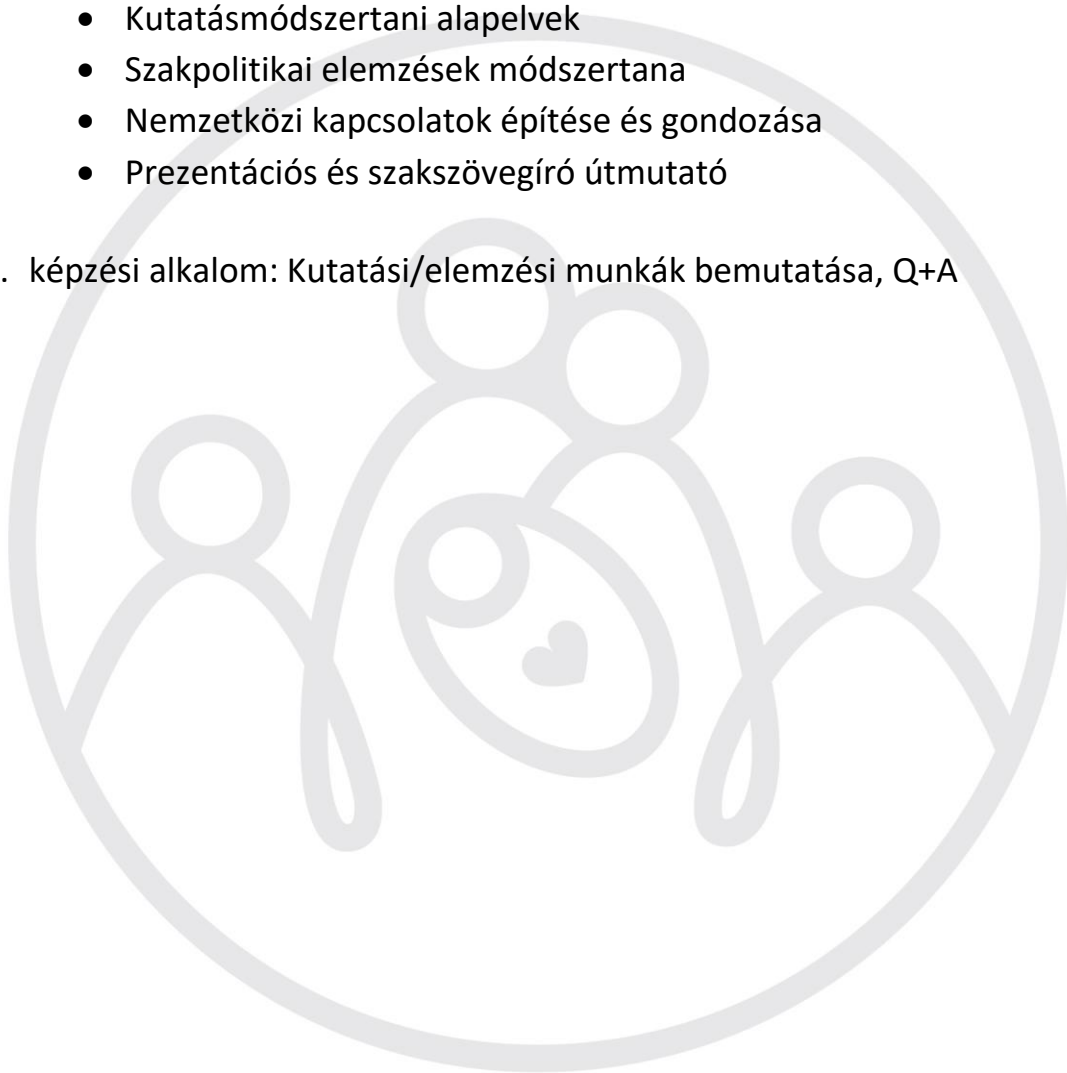 • Kutatásmódszertani alapelvek
• Szakpolitikai elemzések módszertana
• Nemzetközi kapcsolatok építése és gondozása
• Prezentációs és szakszövegíró útmutató
. képzési alkalom: Kutatási/elemzési munkák bemutatása, Q+A